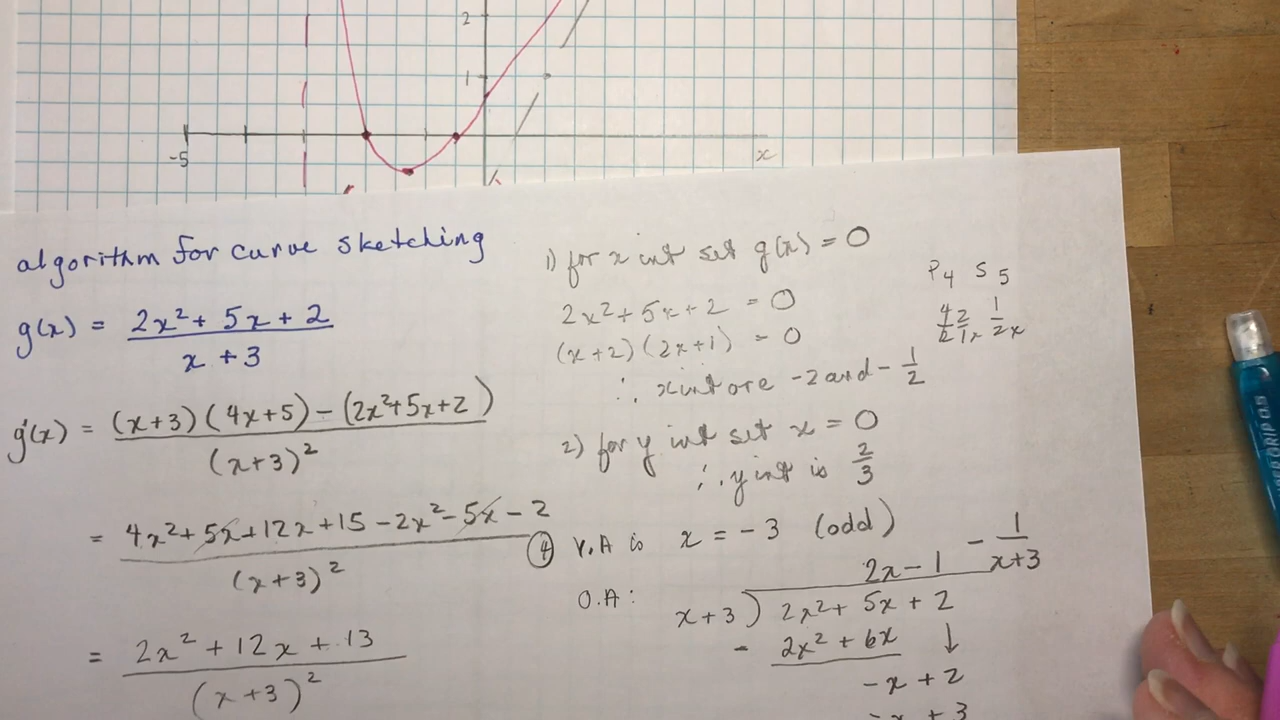 2
1
-5
x
algorithm for curve sketching
g(x) = (2x² + 5x + 2) / (x + 3)
g'(x) = ((x+3)(4x+5) - (2x²+5x+2)) / (x+3)²
= (4x² + 5x + 12x + 15 - 2x² - 5x - 2) / (x+3)²
= (2x² + 12x + 13) / (x+3)²
1) for x int set g(x) = 0
2x² + 5x + 2 = 0
(x+2)(2x+1) = 0
∴ x int are -2 and -1/2
P 4 S 5
2) for y int set x = 0
∴ y int is 2/3
④ V.A is x = -3 (odd)
O.A:
2x - 1 - 1/(x+3)
x+3 ) 2x² + 5x + 2
- 2x² + 6x ↓
-x + 2